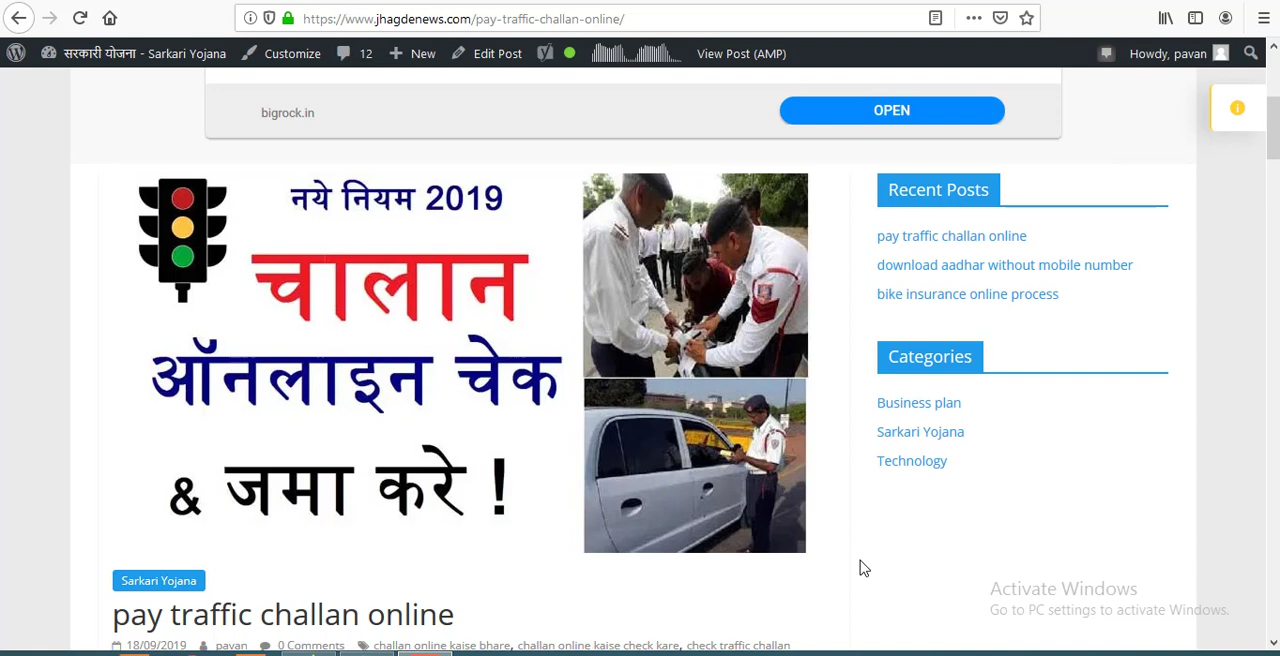 https://www.jhagdenews.com/pay-traffic-challan-online/
सरकारी योजना - Sarkari Yojana
Customize
12
New
Edit Post
View Post (AMP)
Howdy, pavan
bigrock.in
OPEN
नये नियम 2019
चालान
ऑनलाइन चेक
& जमा करे !
Recent Posts
pay traffic challan online
download aadhar without mobile number
bike insurance online process
Categories
Business plan
Sarkari Yojana
Technology
Sarkari Yojana
pay traffic challan online
18/09/2019 pavan 0 Comments challan online kaise bhare, challan online kaise check kare, check traffic challan
Activate Windows
Go to PC settings to activate Windows.